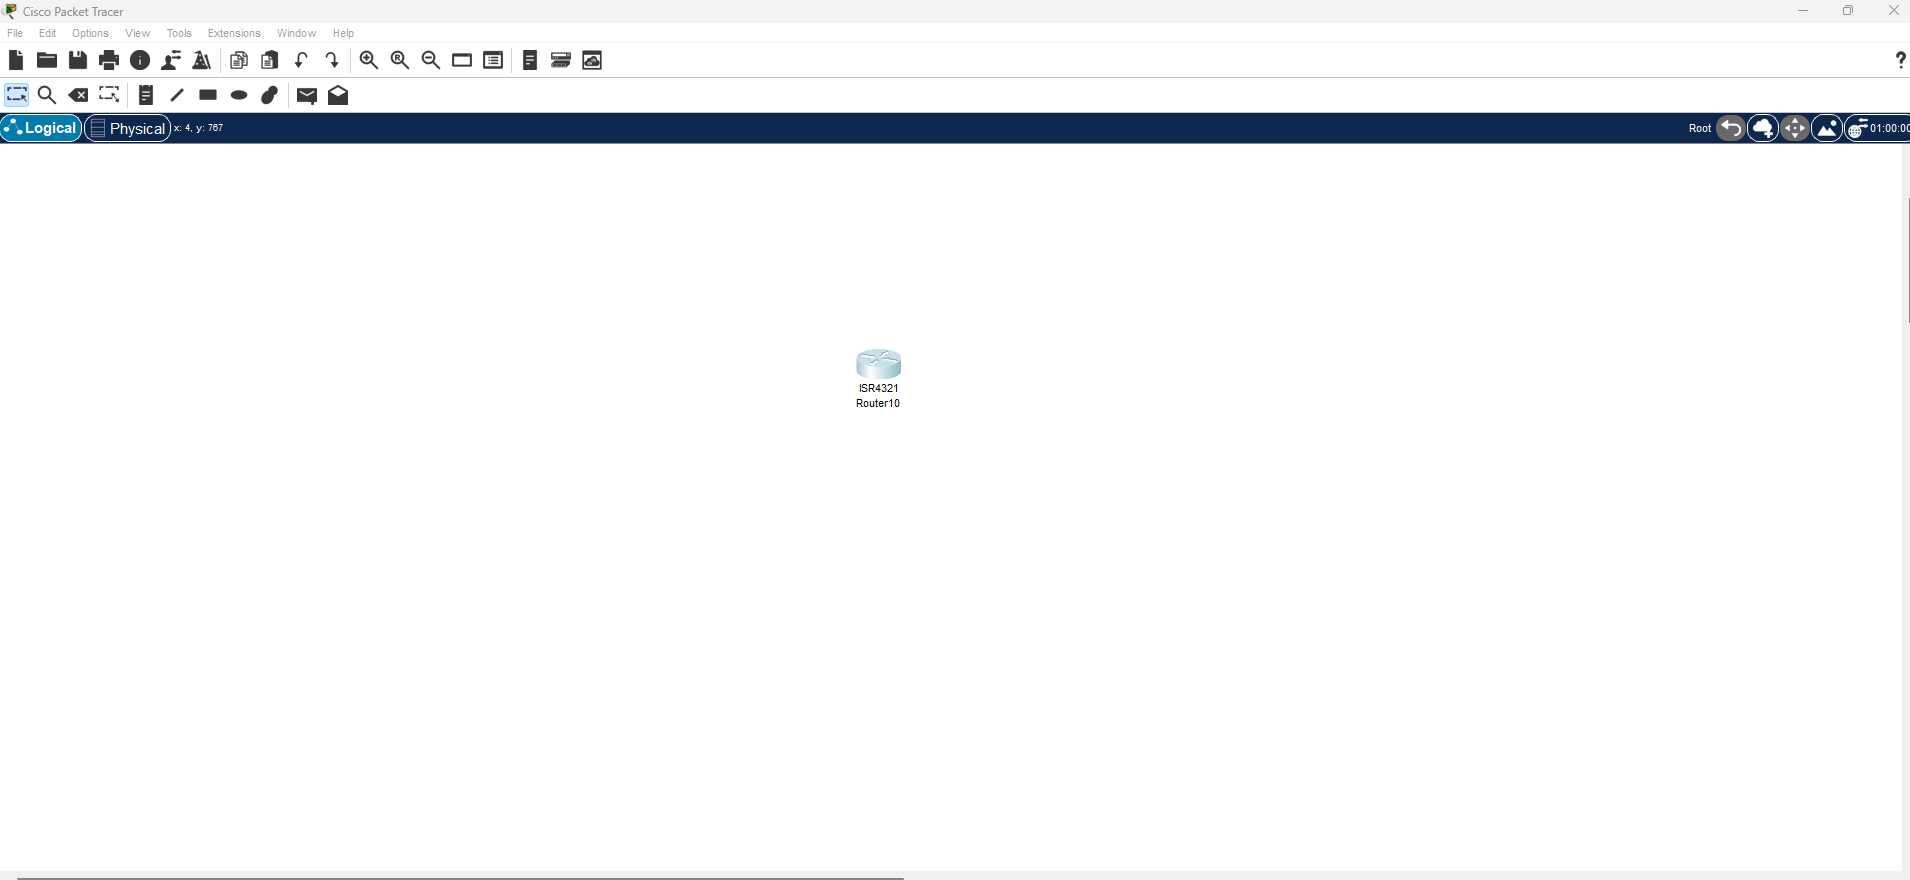 Cisco Packet Tracer
File Edit Options View Tools Extensions Window Help
?
Logical Physical x: 4, y: 767 Root 01:00:00
ISR4321
Router10